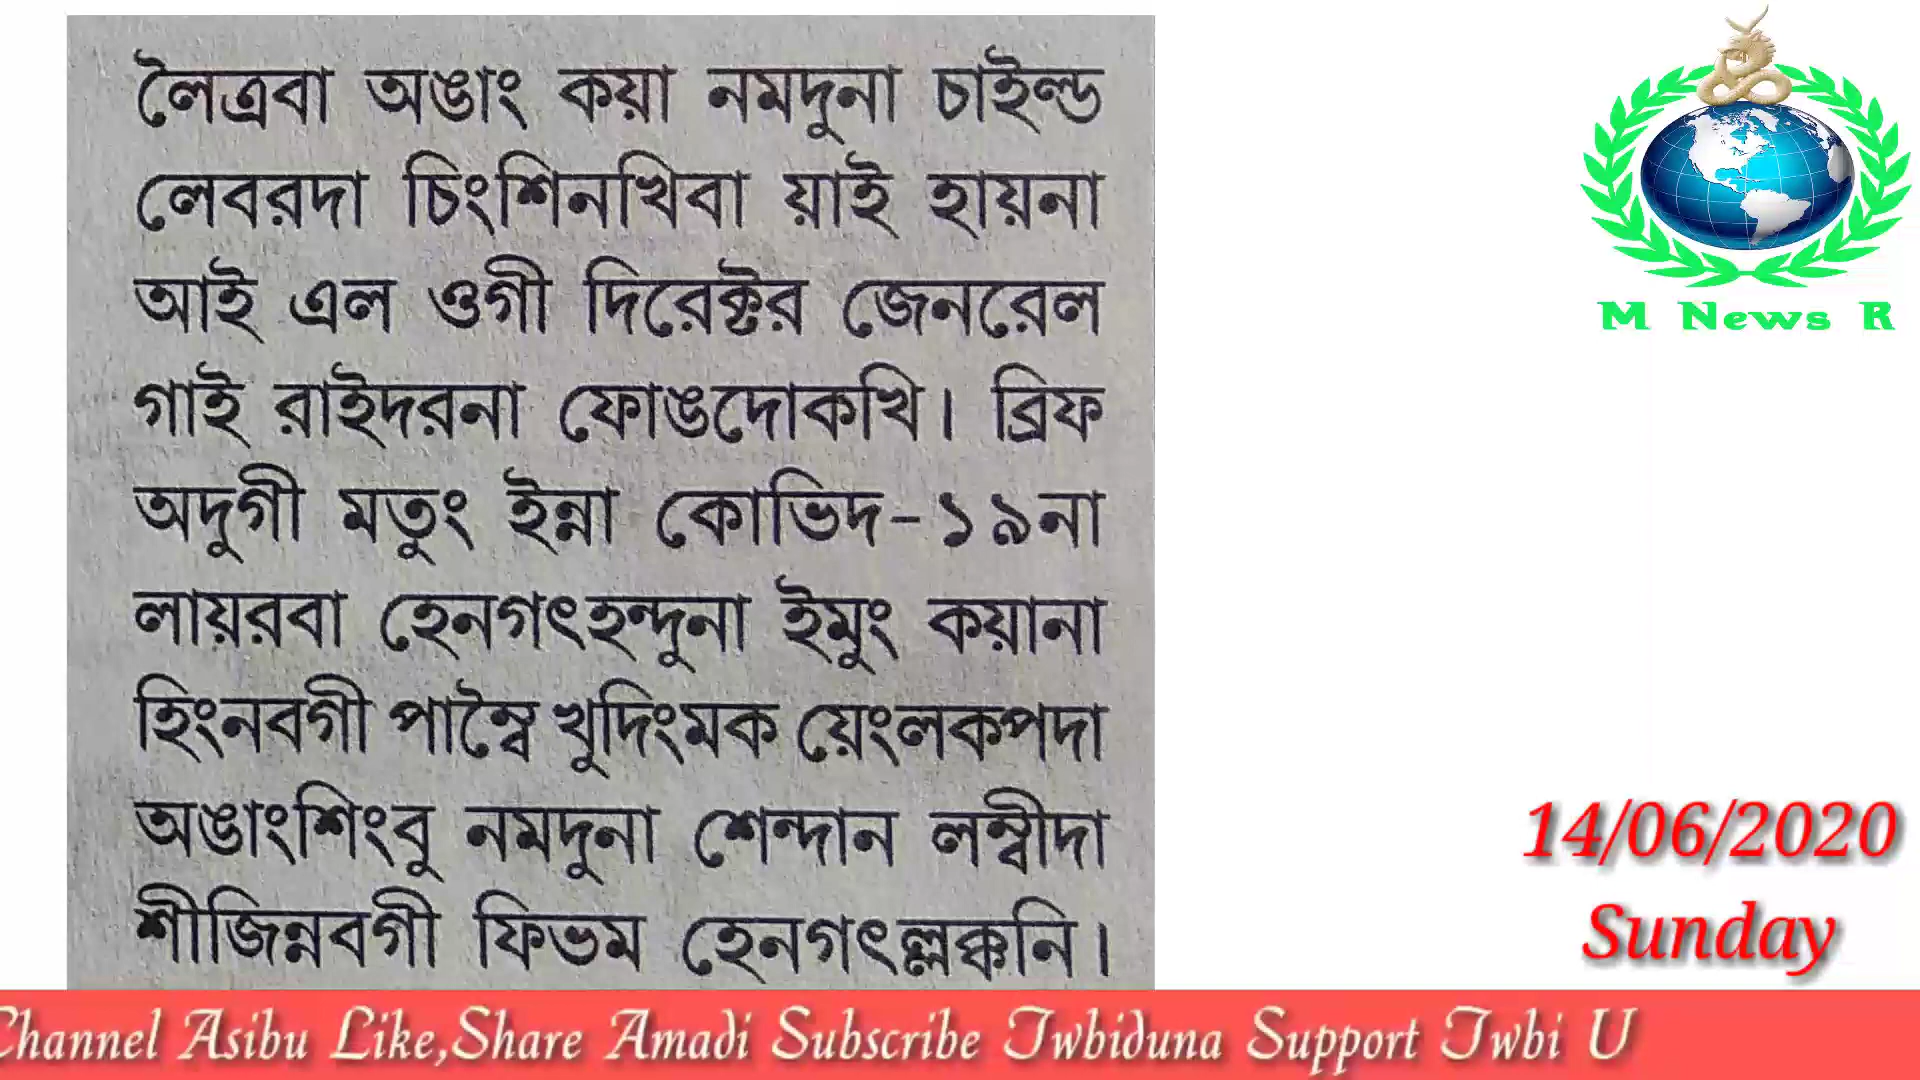 লৈত্রবা অঙাং কয়া নমদুনা চাইল্ড
লেবরদা চিংশিনখিবা য়াই হায়না
আই এল ওগী দিরেক্টর জেনরেল
গাই রাইদরনা ফোঙদোকখি। ব্রিফ
অদুগী মতুং ইন্না কোভিদ-১৯না
লায়রবা হেনগৎহন্দুনা ইমুং কয়ানা
হিংনবগী পাম্বৈ খুদিংমক য়েংলকপদা
অঙাংশিংবু নমদুনা শেন্দান লম্বীদা
শীজিন্নবগী ফিভম হেনগৎল্লক্কনি।
M News R
14/06/2020
Sunday
Channel Asibu Like,Share Amadi Subscribe Twbiduna Support Twbi U